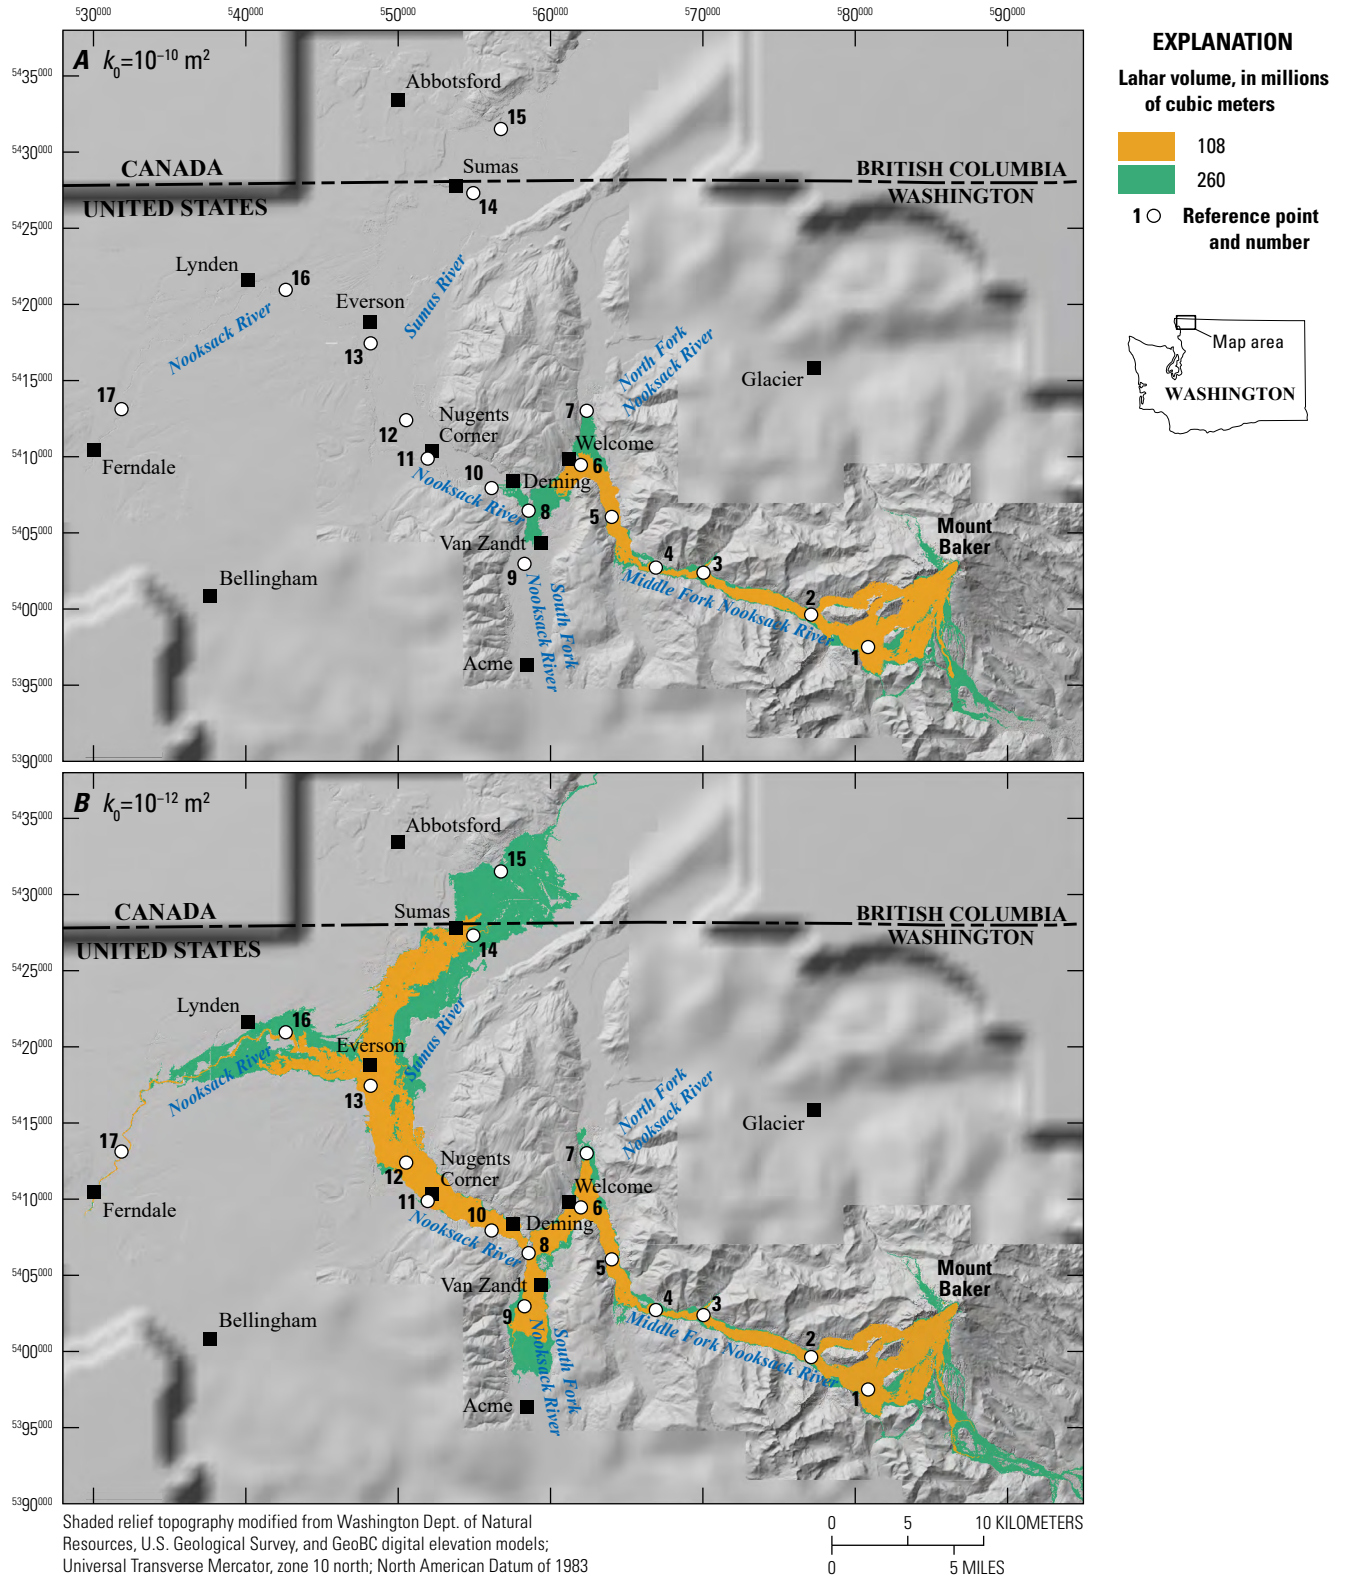 530000 540000 550000 560000 570000 580000 590000
A k0=10–10 m2
5435000
5430000
5425000
5420000
5415000
5410000
5405000
5400000
5395000
5390000
Abbotsford
15
CANADA
Sumas
BRITISH COLUMBIA
UNITED STATES
14
WASHINGTON
Lynden
16
Everson
Sumas River
Nooksack River
13
North Fork
Nooksack River
Glacier
17
7
12
Nugents
Corner
Welcome
Ferndale
11
10
6
Nooksack River
Deming
8
5
Mount
Baker
Van Zandt
4
3
9
Bellingham
Middle Fork Nooksack River
2
South Fork
Nooksack River
1
Acme
B k0=10–12 m2
5435000
5430000
5425000
5420000
5415000
5410000
5405000
5400000
5395000
5390000
Abbotsford
15
CANADA
Sumas
BRITISH COLUMBIA
UNITED STATES
14
WASHINGTON
Lynden
16
Everson
Sumas River
Nooksack River
13
North Fork
Nooksack River
Glacier
17
7
12
Nugents
Corner
Welcome
Ferndale
11
10
6
Nooksack River
Deming
8
5
Mount
Baker
Van Zandt
4
3
9
Bellingham
Middle Fork Nooksack River
2
South Fork
Nooksack River
1
Acme
EXPLANATION
Lahar volume, in millions
of cubic meters
108
260
1 Reference point
and number
Map area
WASHINGTON
Shaded relief topography modified from Washington Dept. of Natural
Resources, U.S. Geological Survey, and GeoBC digital elevation models;
Universal Transverse Mercator, zone 10 north; North American Datum of 1983
0 5 10 KILOMETERS
0 5 MILES